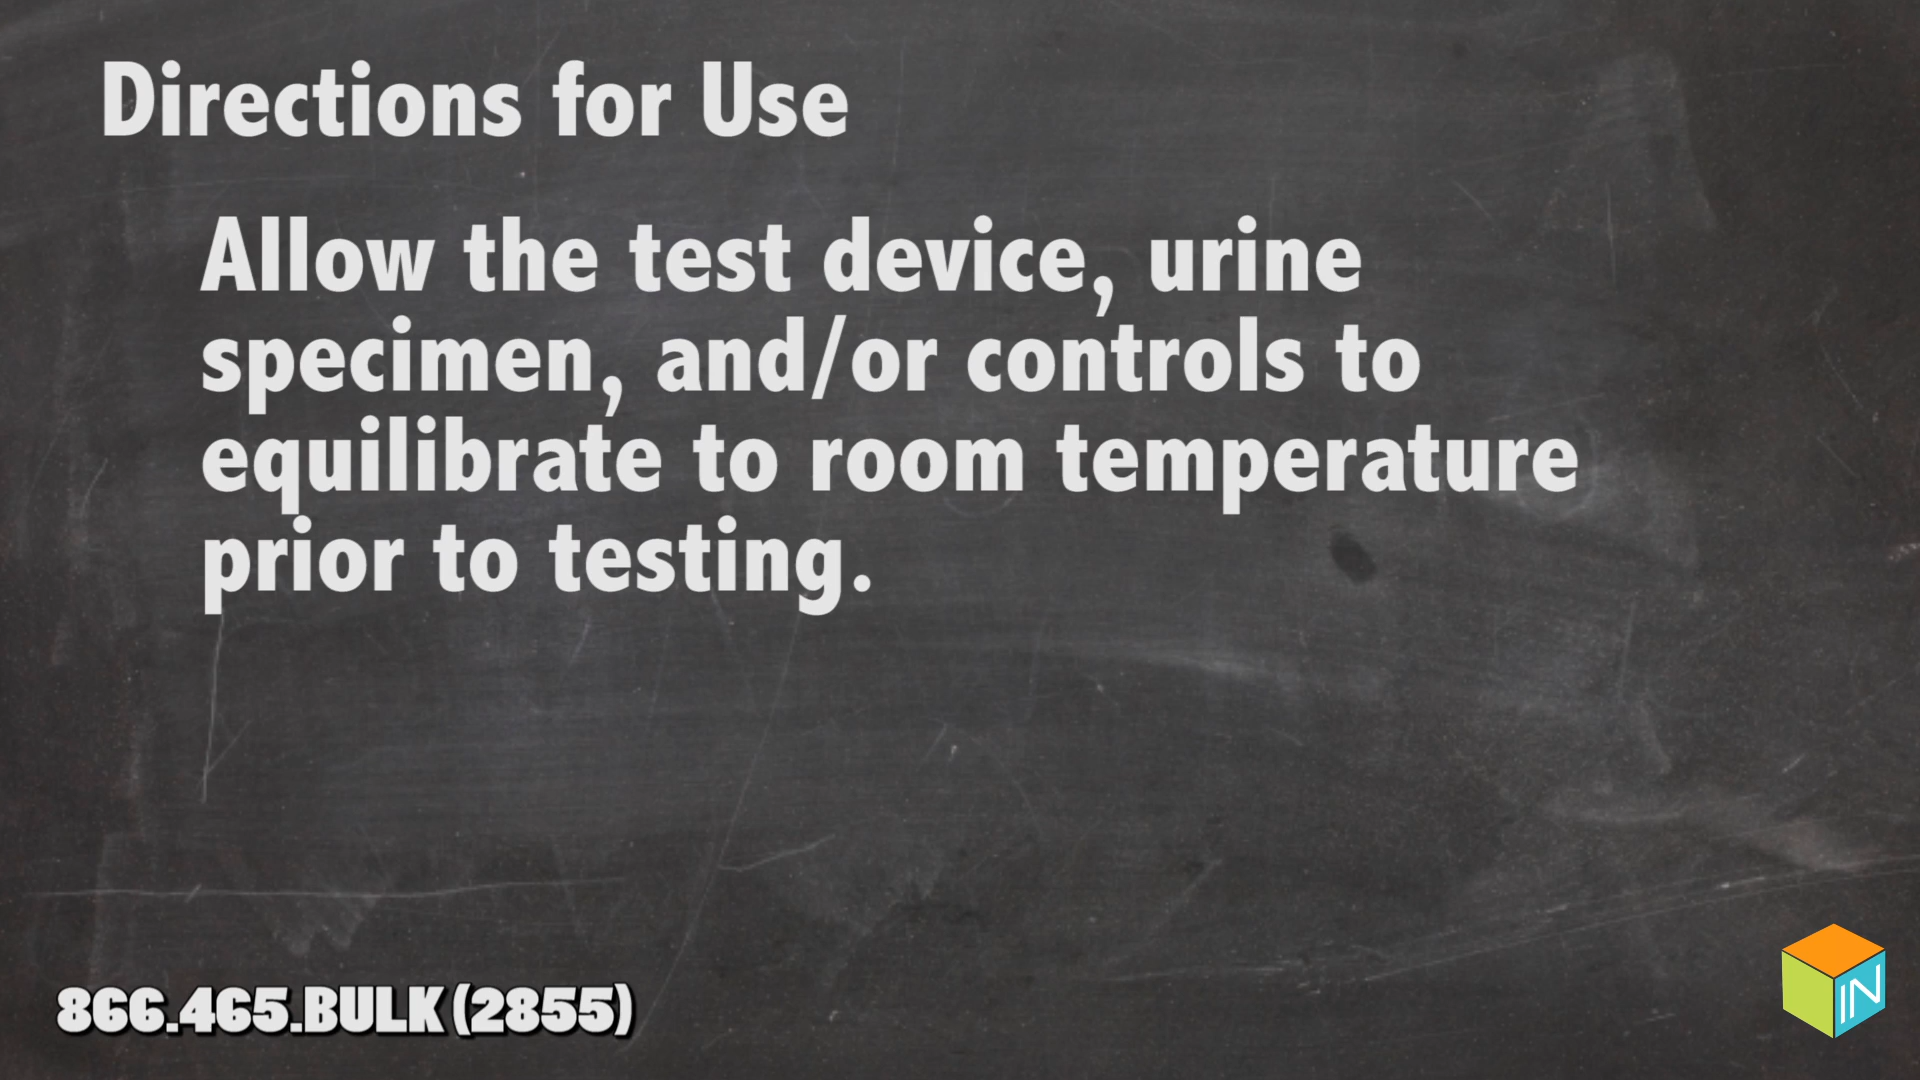 Directions for Use
Allow the test device, urine
specimen, and/or controls to
equilibrate to room temperature
prior to testing.
866.465.BULK(2855)
IN